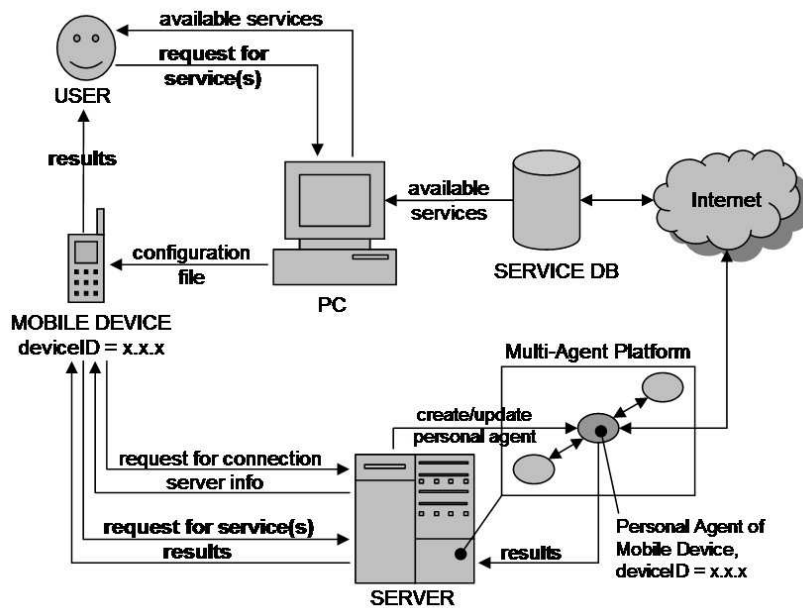 available services
request for
service(s)
USER
results
available
services
Internet
configuration
file
SERVICE DB
PC
MOBILE DEVICE
deviceID = x.x.x
Multi-Agent Platform
create/update
personal agent
request for connection
server info
request for service(s)
results
results
Personal Agent of
Mobile Device,
deviceID = x.x.x
SERVER